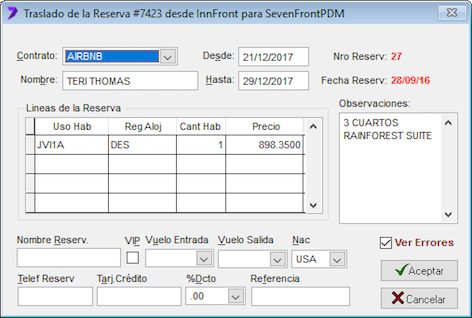 Traslado de la Reserva #7423 desde InnFront para SevenFrontPDM
Contrato: AIRBNB Desde: 21/12/2017 Nro Reserv: 27
Nombre: TERI THOMAS Hasta: 29/12/2017 Fecha Reserv: 28/09/16
Lineas de la Reserva Observaciones:
Uso Hab Reg Aloj Cant Hab Precio
JVI1A DES 1 898.3500
3 CUARTOS
RAINFOREST SUITE
Nombre Reserv. VIP Vuelo Entrada Vuelo Salida Nac
USA
Ver Errores
Telef Reserv Tarj.Crédito %Dcto Referencia
.00
Aceptar
Cancelar